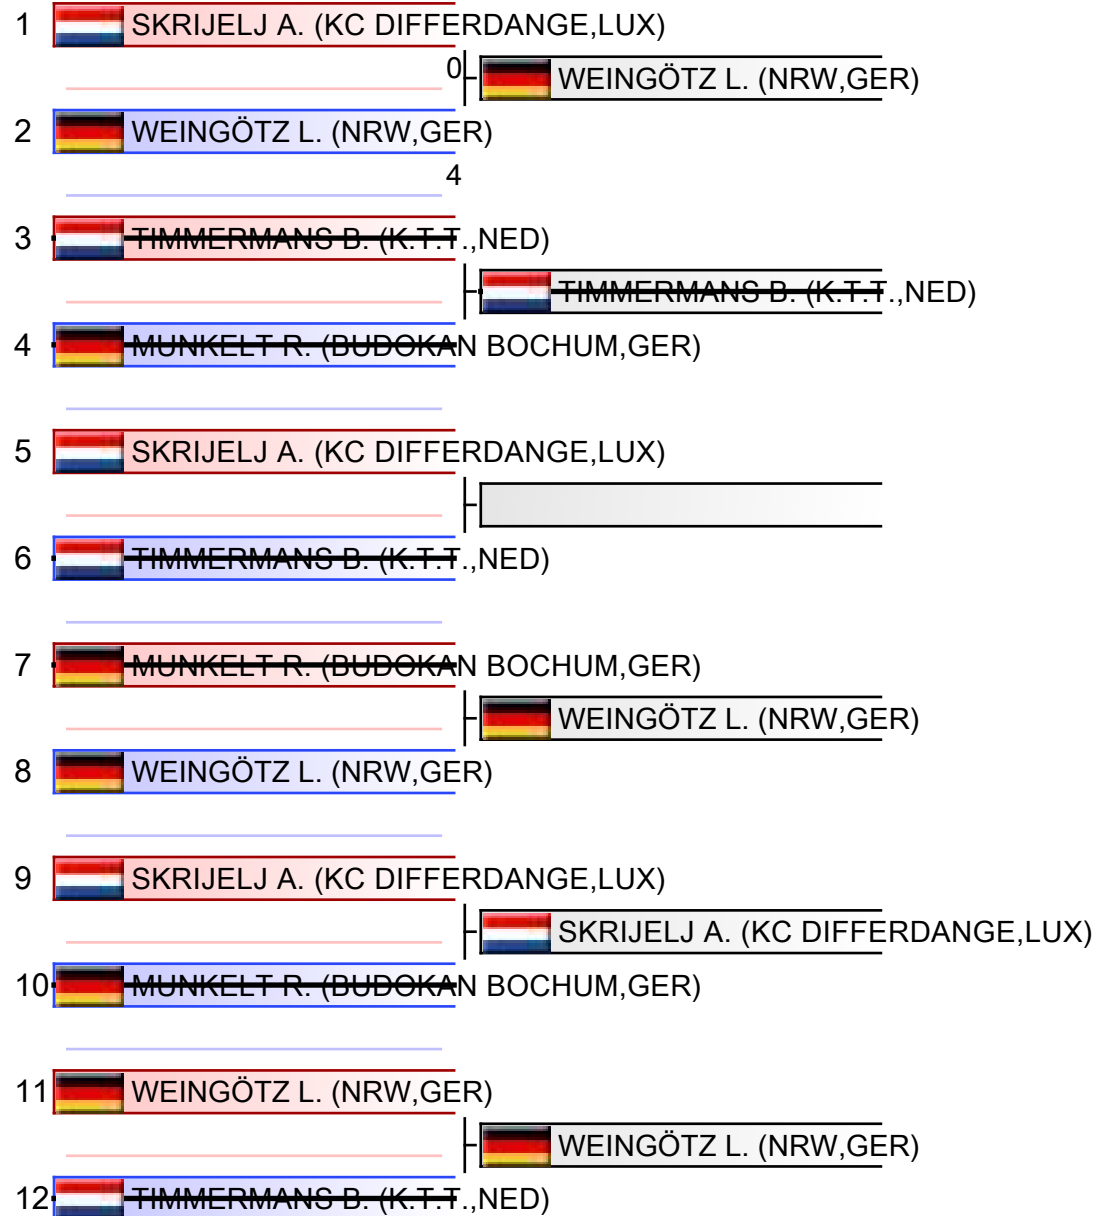 1 SKRIJELJ A. (KC DIFFERDANGE,LUX)
0 WEINGÖTZ L. (NRW,GER)
2 WEINGÖTZ L. (NRW,GER)
4
3 TIMMERMANS B. (K.T.T.,NED)
TIMMERMANS B. (K.T.T.,NED)
4 MUNKELT R. (BUDOKAN BOCHUM,GER)
5 SKRIJELJ A. (KC DIFFERDANGE,LUX)
6 TIMMERMANS B. (K.T.T.,NED)
7 MUNKELT R. (BUDOKAN BOCHUM,GER)
WEINGÖTZ L. (NRW,GER)
8 WEINGÖTZ L. (NRW,GER)
9 SKRIJELJ A. (KC DIFFERDANGE,LUX)
SKRIJELJ A. (KC DIFFERDANGE,LUX)
10 MUNKELT R. (BUDOKAN BOCHUM,GER)
11 WEINGÖTZ L. (NRW,GER)
WEINGÖTZ L. (NRW,GER)
12 TIMMERMANS B. (K.T.T.,NED)